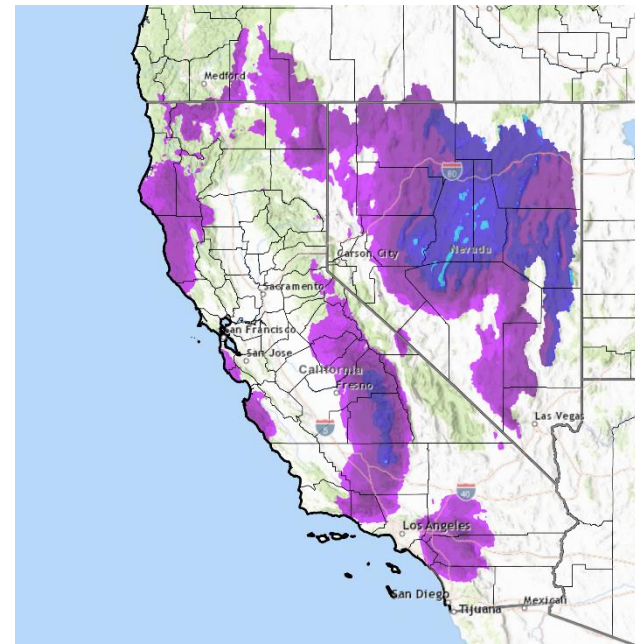 Medford
80
Nevada
Carson City
Sacramento
San Francisco
San Jose
California
Fresno
5
Las Vegas
40
Los Angeles
San Diego
Tijuana
Mexicali